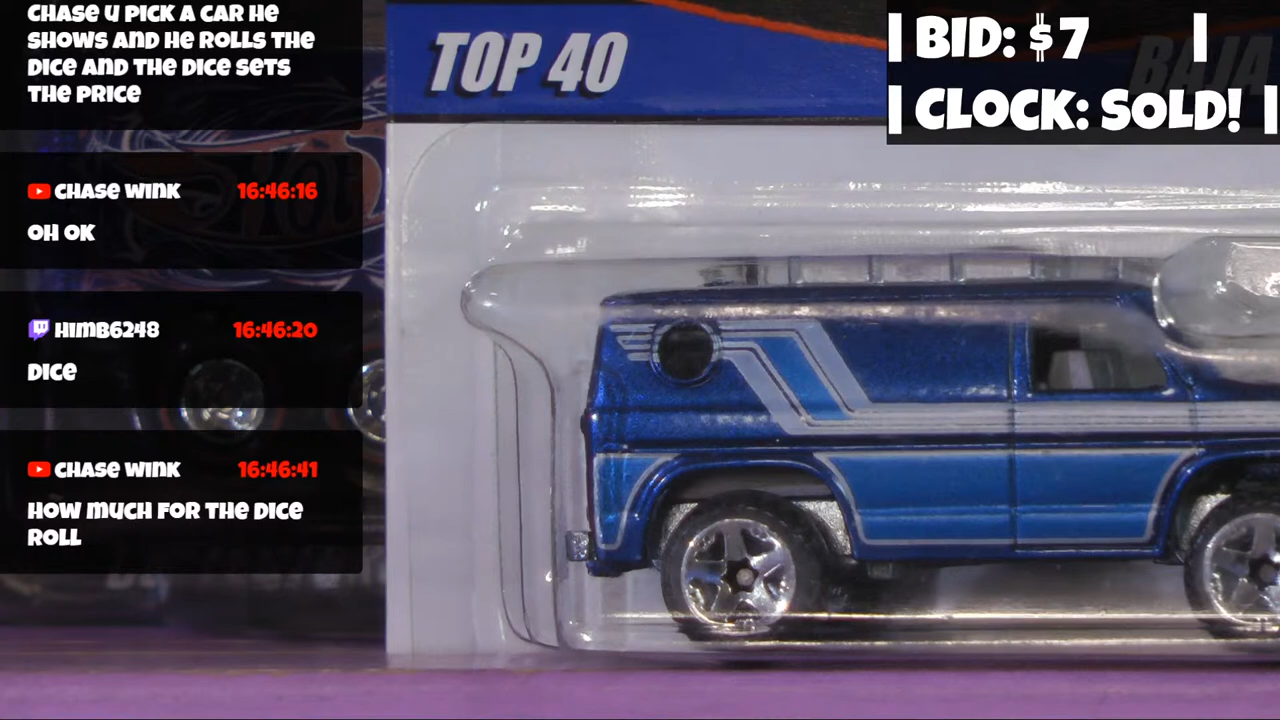 CHASE U PICK A CAR HE
SHOWS AND HE ROLLS THE
DICE AND THE DICE SETS
THE PRICE
CHASE WINK 16:46:16
OH OK
HIMB6248 16:46:20
DICE
CHASE WINK 16:46:41
HOW MUCH FOR THE DICE
ROLL
TOP 40
BAJA
| BID: $7 |
| CLOCK: SOLD! |